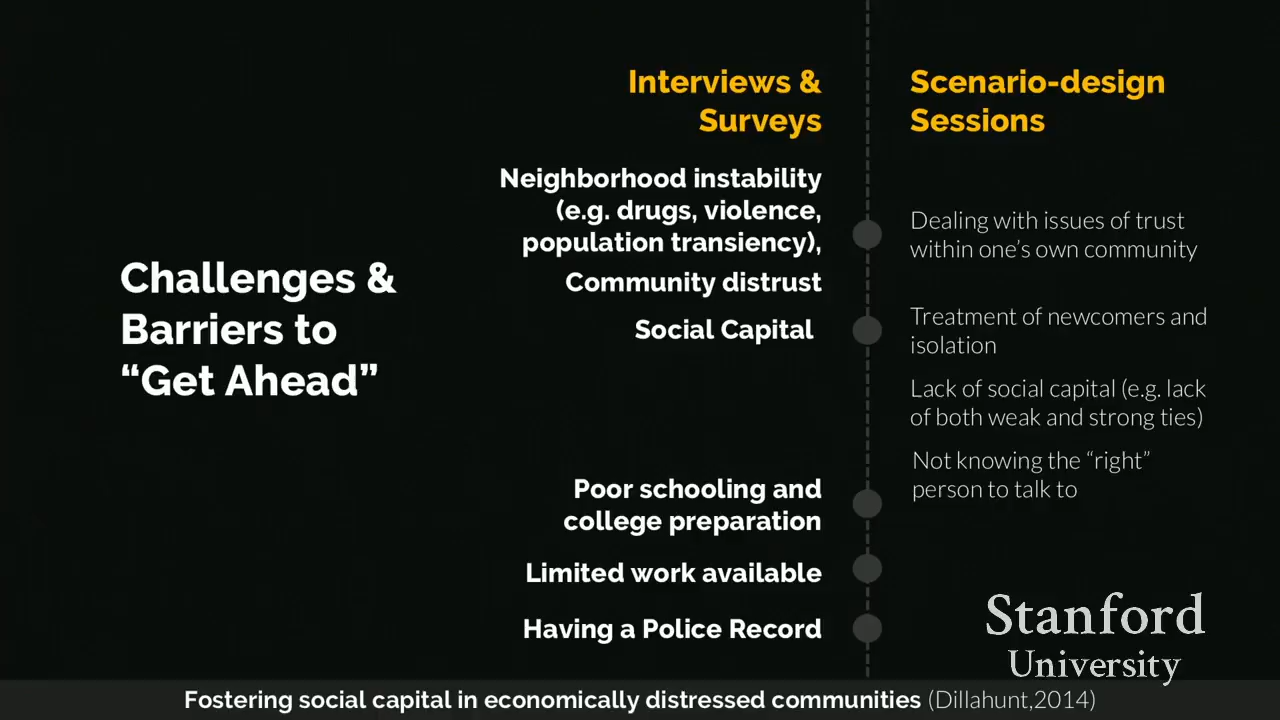 Challenges &
Barriers to
“Get Ahead”
Interviews &
Surveys
Neighborhood instability
(e.g. drugs, violence,
population transiency),
Community distrust
Social Capital
Poor schooling and
college preparation
Limited work available
Having a Police Record
Scenario-design
Sessions
Dealing with issues of trust
within one’s own community
Treatment of newcomers and
isolation
Lack of social capital (e.g. lack
of both weak and strong ties)
Not knowing the “right”
person to talk to
Stanford
University
Fostering social capital in economically distressed communities (Dillahunt,2014)